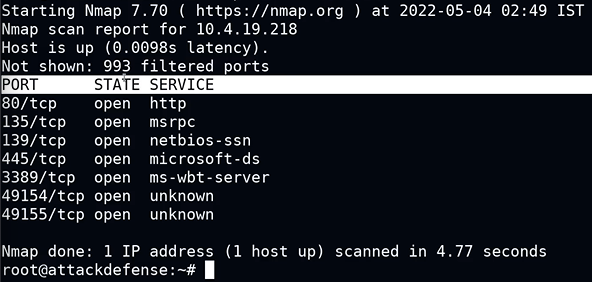 Starting Nmap 7.70 ( https://nmap.org ) at 2022-05-04 02:49 IST
Nmap scan report for 10.4.19.218
Host is up (0.0098s latency).
Not shown: 993 filtered ports
PORT      STATE SERVICE
80/tcp    open  http
135/tcp   open  msrpc
139/tcp   open  netbios-ssn
445/tcp   open  microsoft-ds
3389/tcp  open  ms-wbt-server
49154/tcp open  unknown
49155/tcp open  unknown
Nmap done: 1 IP address (1 host up) scanned in 4.77 seconds
root@attackdefense:~#